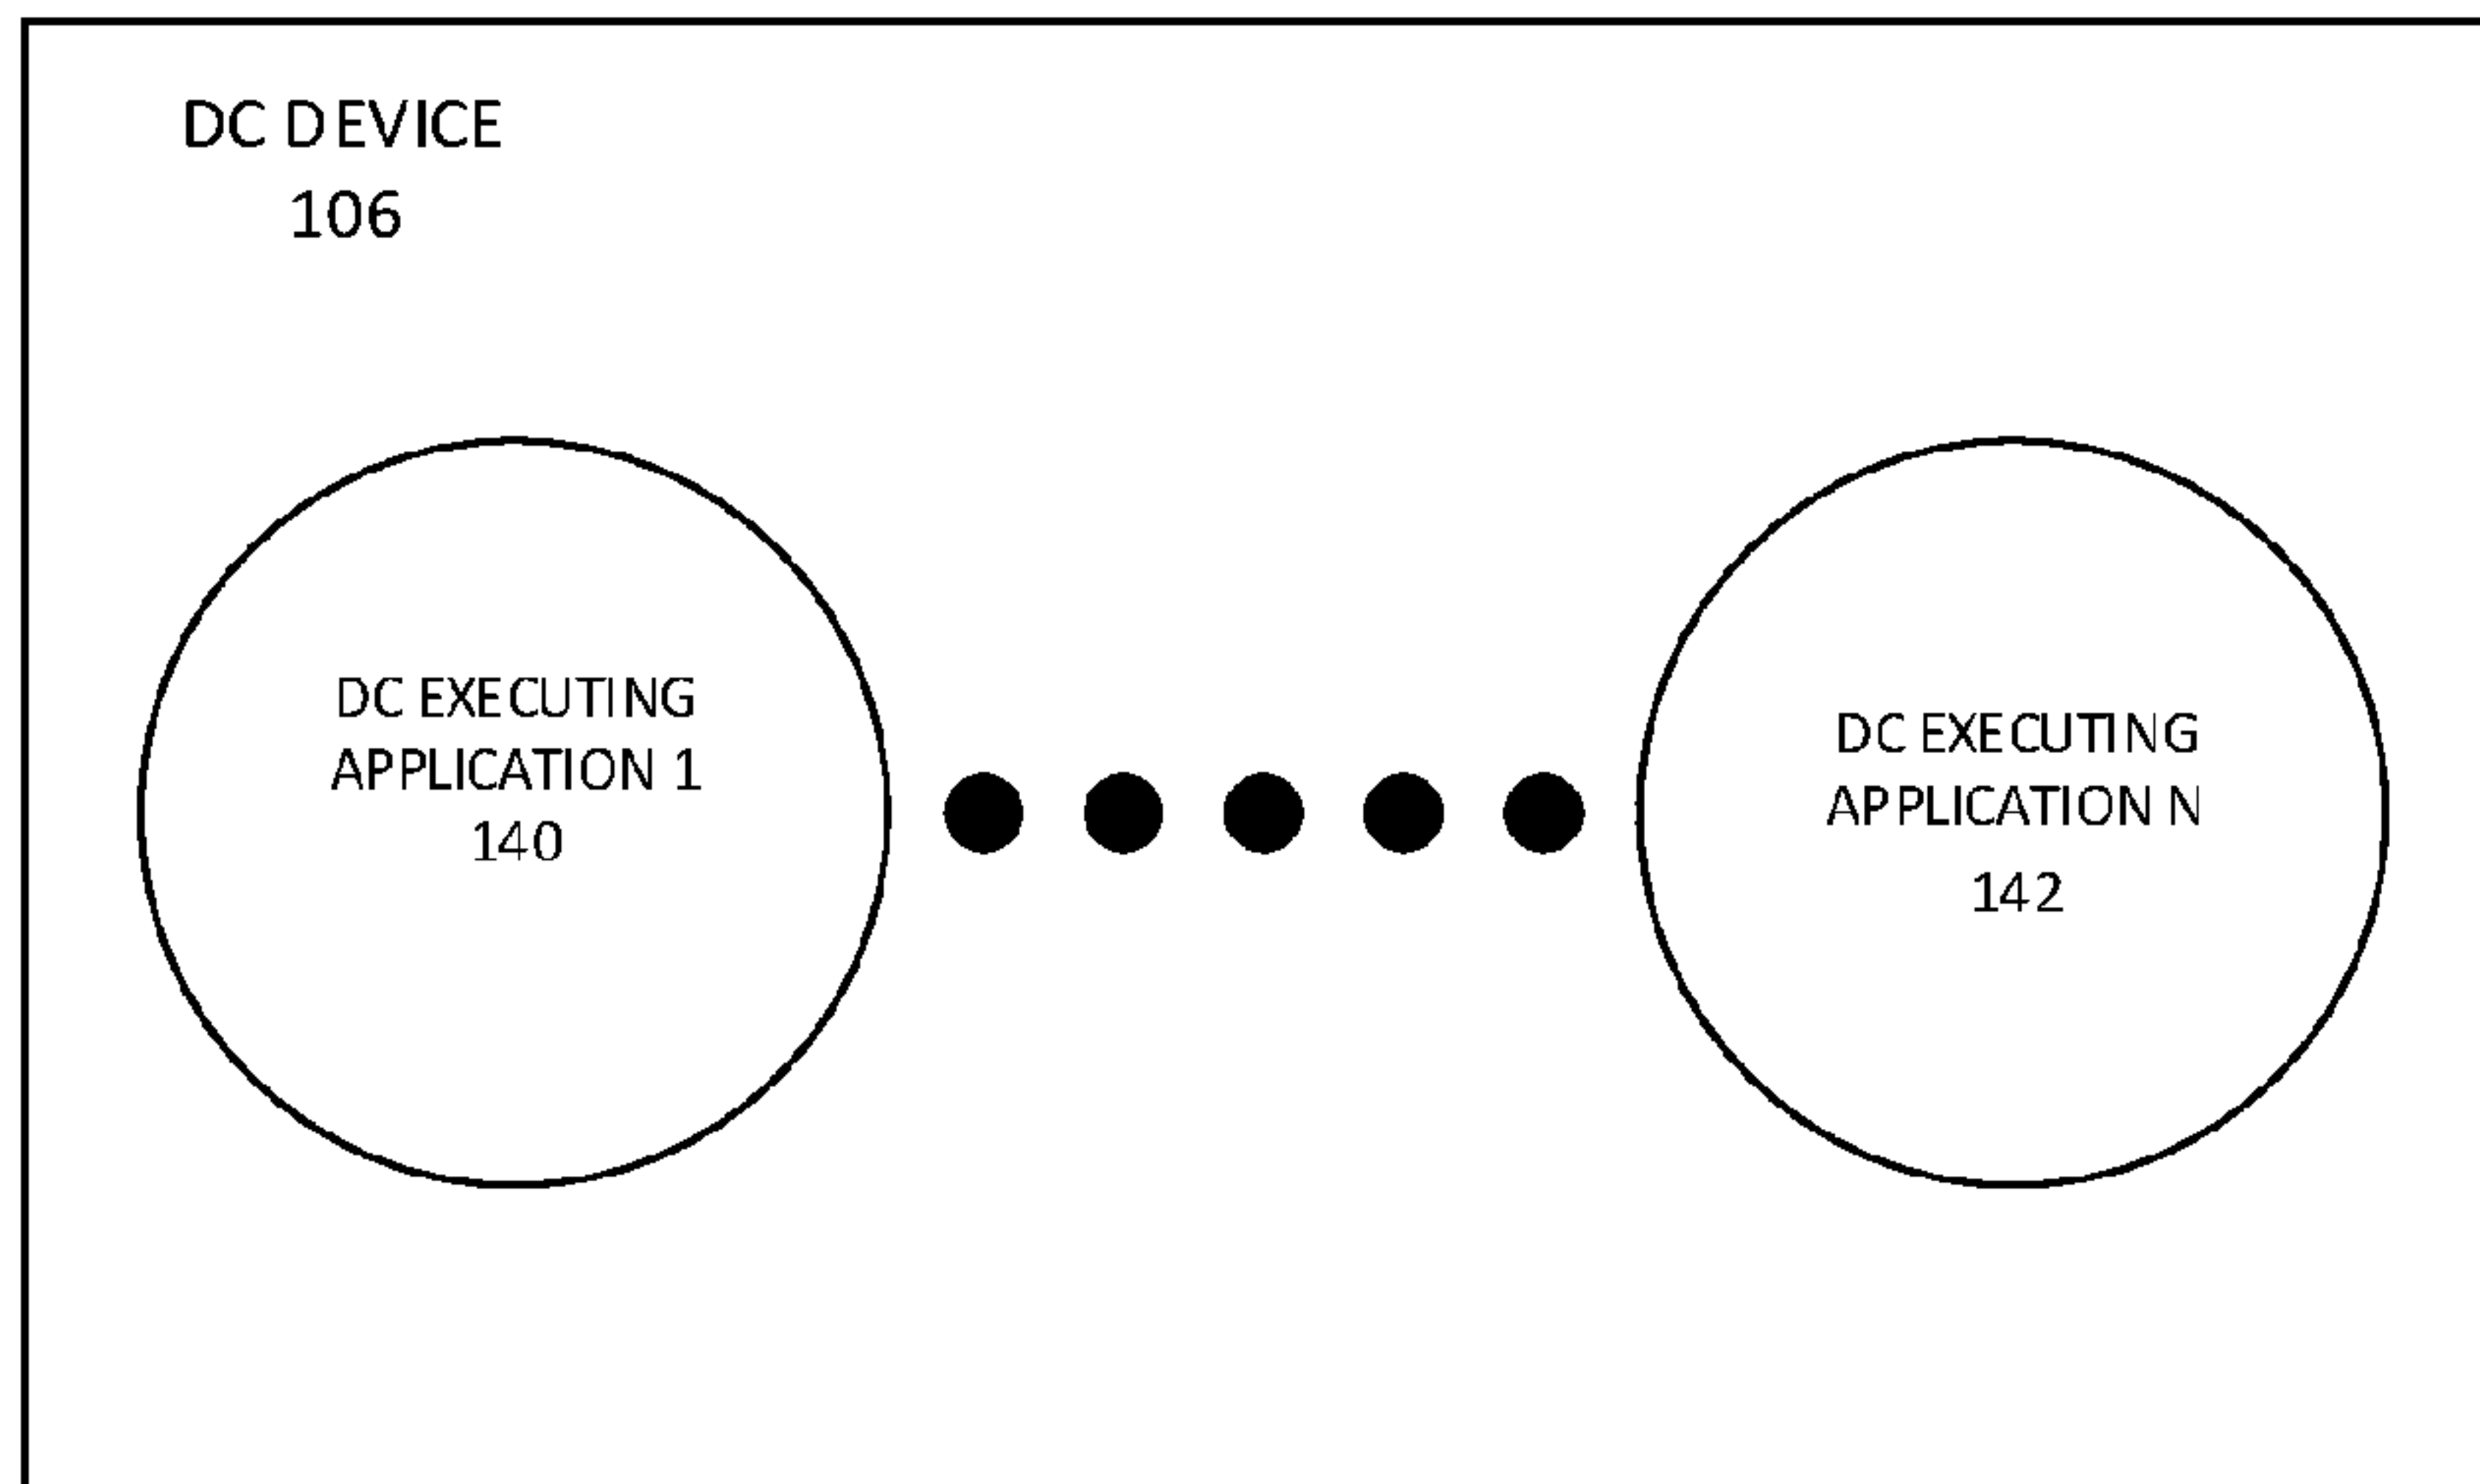 DC DEVICE
106
DC EXECUTING
APPLICATION 1
140
DC EXECUTING
APPLICATION N
142